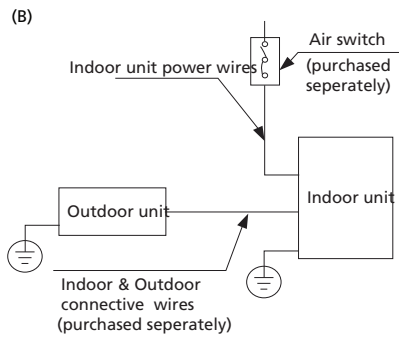 (B)
Air switch
(purchased
seperately)
Indoor unit power wires
Indoor unit
Outdoor unit
Indoor & Outdoor
connective wires
(purchased seperately)